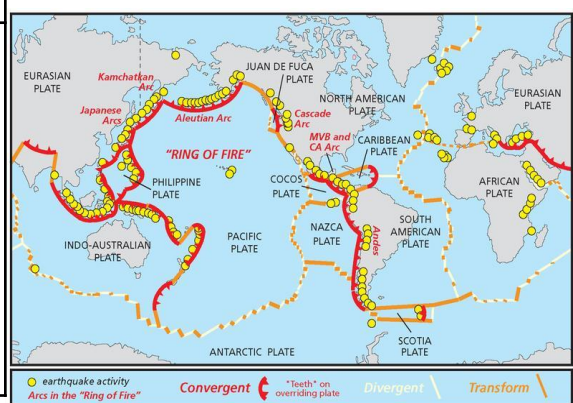 EURASIAN
PLATE
Kamchatkan
Arc
Japanese
Arcs
Aleutian Arc
JUAN DE FUCA
PLATE
NORTH AMERICAN
PLATE
Cascade
Arc
EURASIAN
PLATE
"RING OF FIRE"
MVB and
CA Arc
CARIBBEAN
PLATE
PHILIPPINE
PLATE
COCOS
PLATE
AFRICAN
PLATE
INDO-AUSTRALIAN
PLATE
PACIFIC
PLATE
NAZCA
PLATE
Andes
SOUTH
AMERICAN
PLATE
ANTARCTIC PLATE
SCOTIA
PLATE
earthquake activity
Arcs in the "Ring of Fire"
Convergent
"Teeth" on
overriding plate
Divergent
Transform